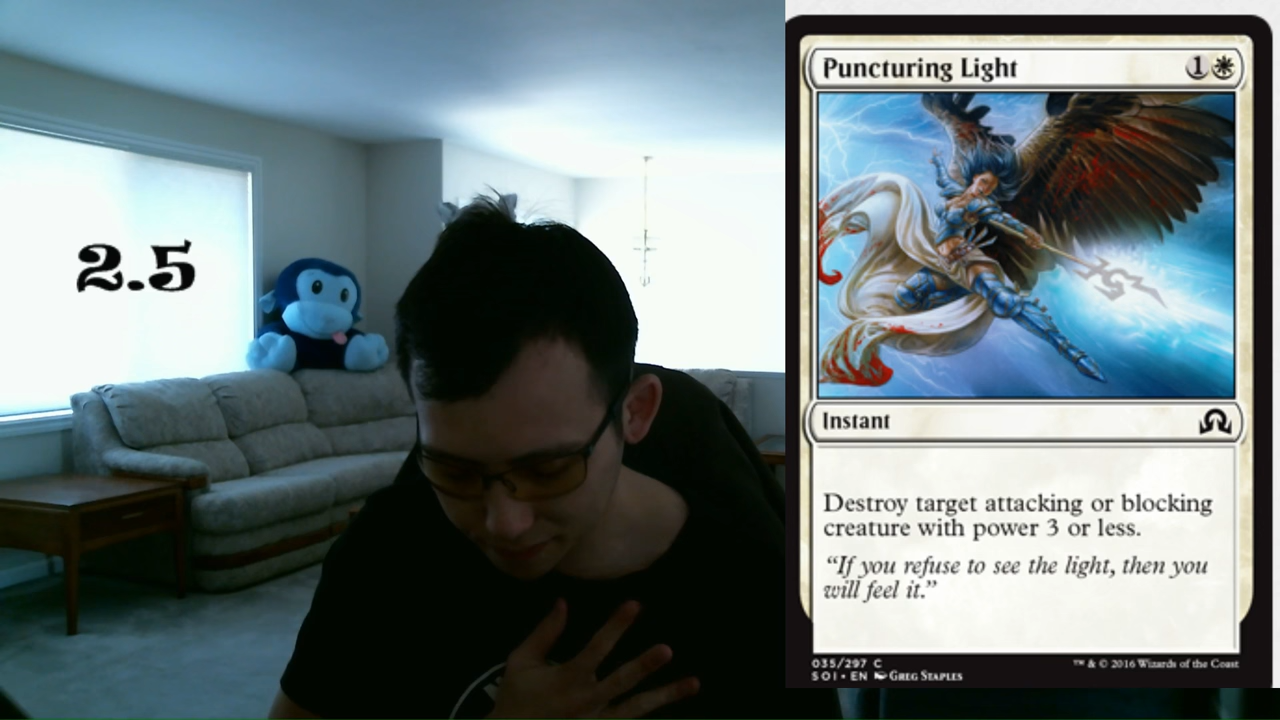 2.5
Puncturing Light
1
Instant
Destroy target attacking or blocking
creature with power 3 or less.
“If you refuse to see the light, then you
will feel it.”
035/297 C
SOI • EN Greg Staples
™ & © 2016 Wizards of the Coast